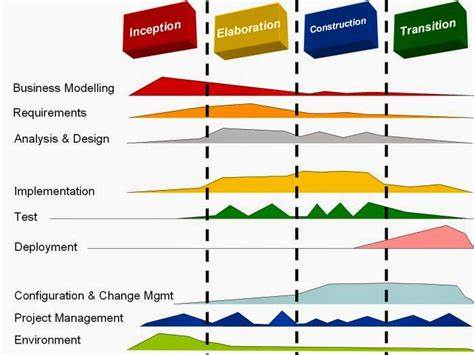 Inception
Elaboration
Construction
Transition
Business Modelling
Requirements
Analysis & Design
Implementation
Test
Deployment
Configuration & Change Mgmt
Project Management
Environment